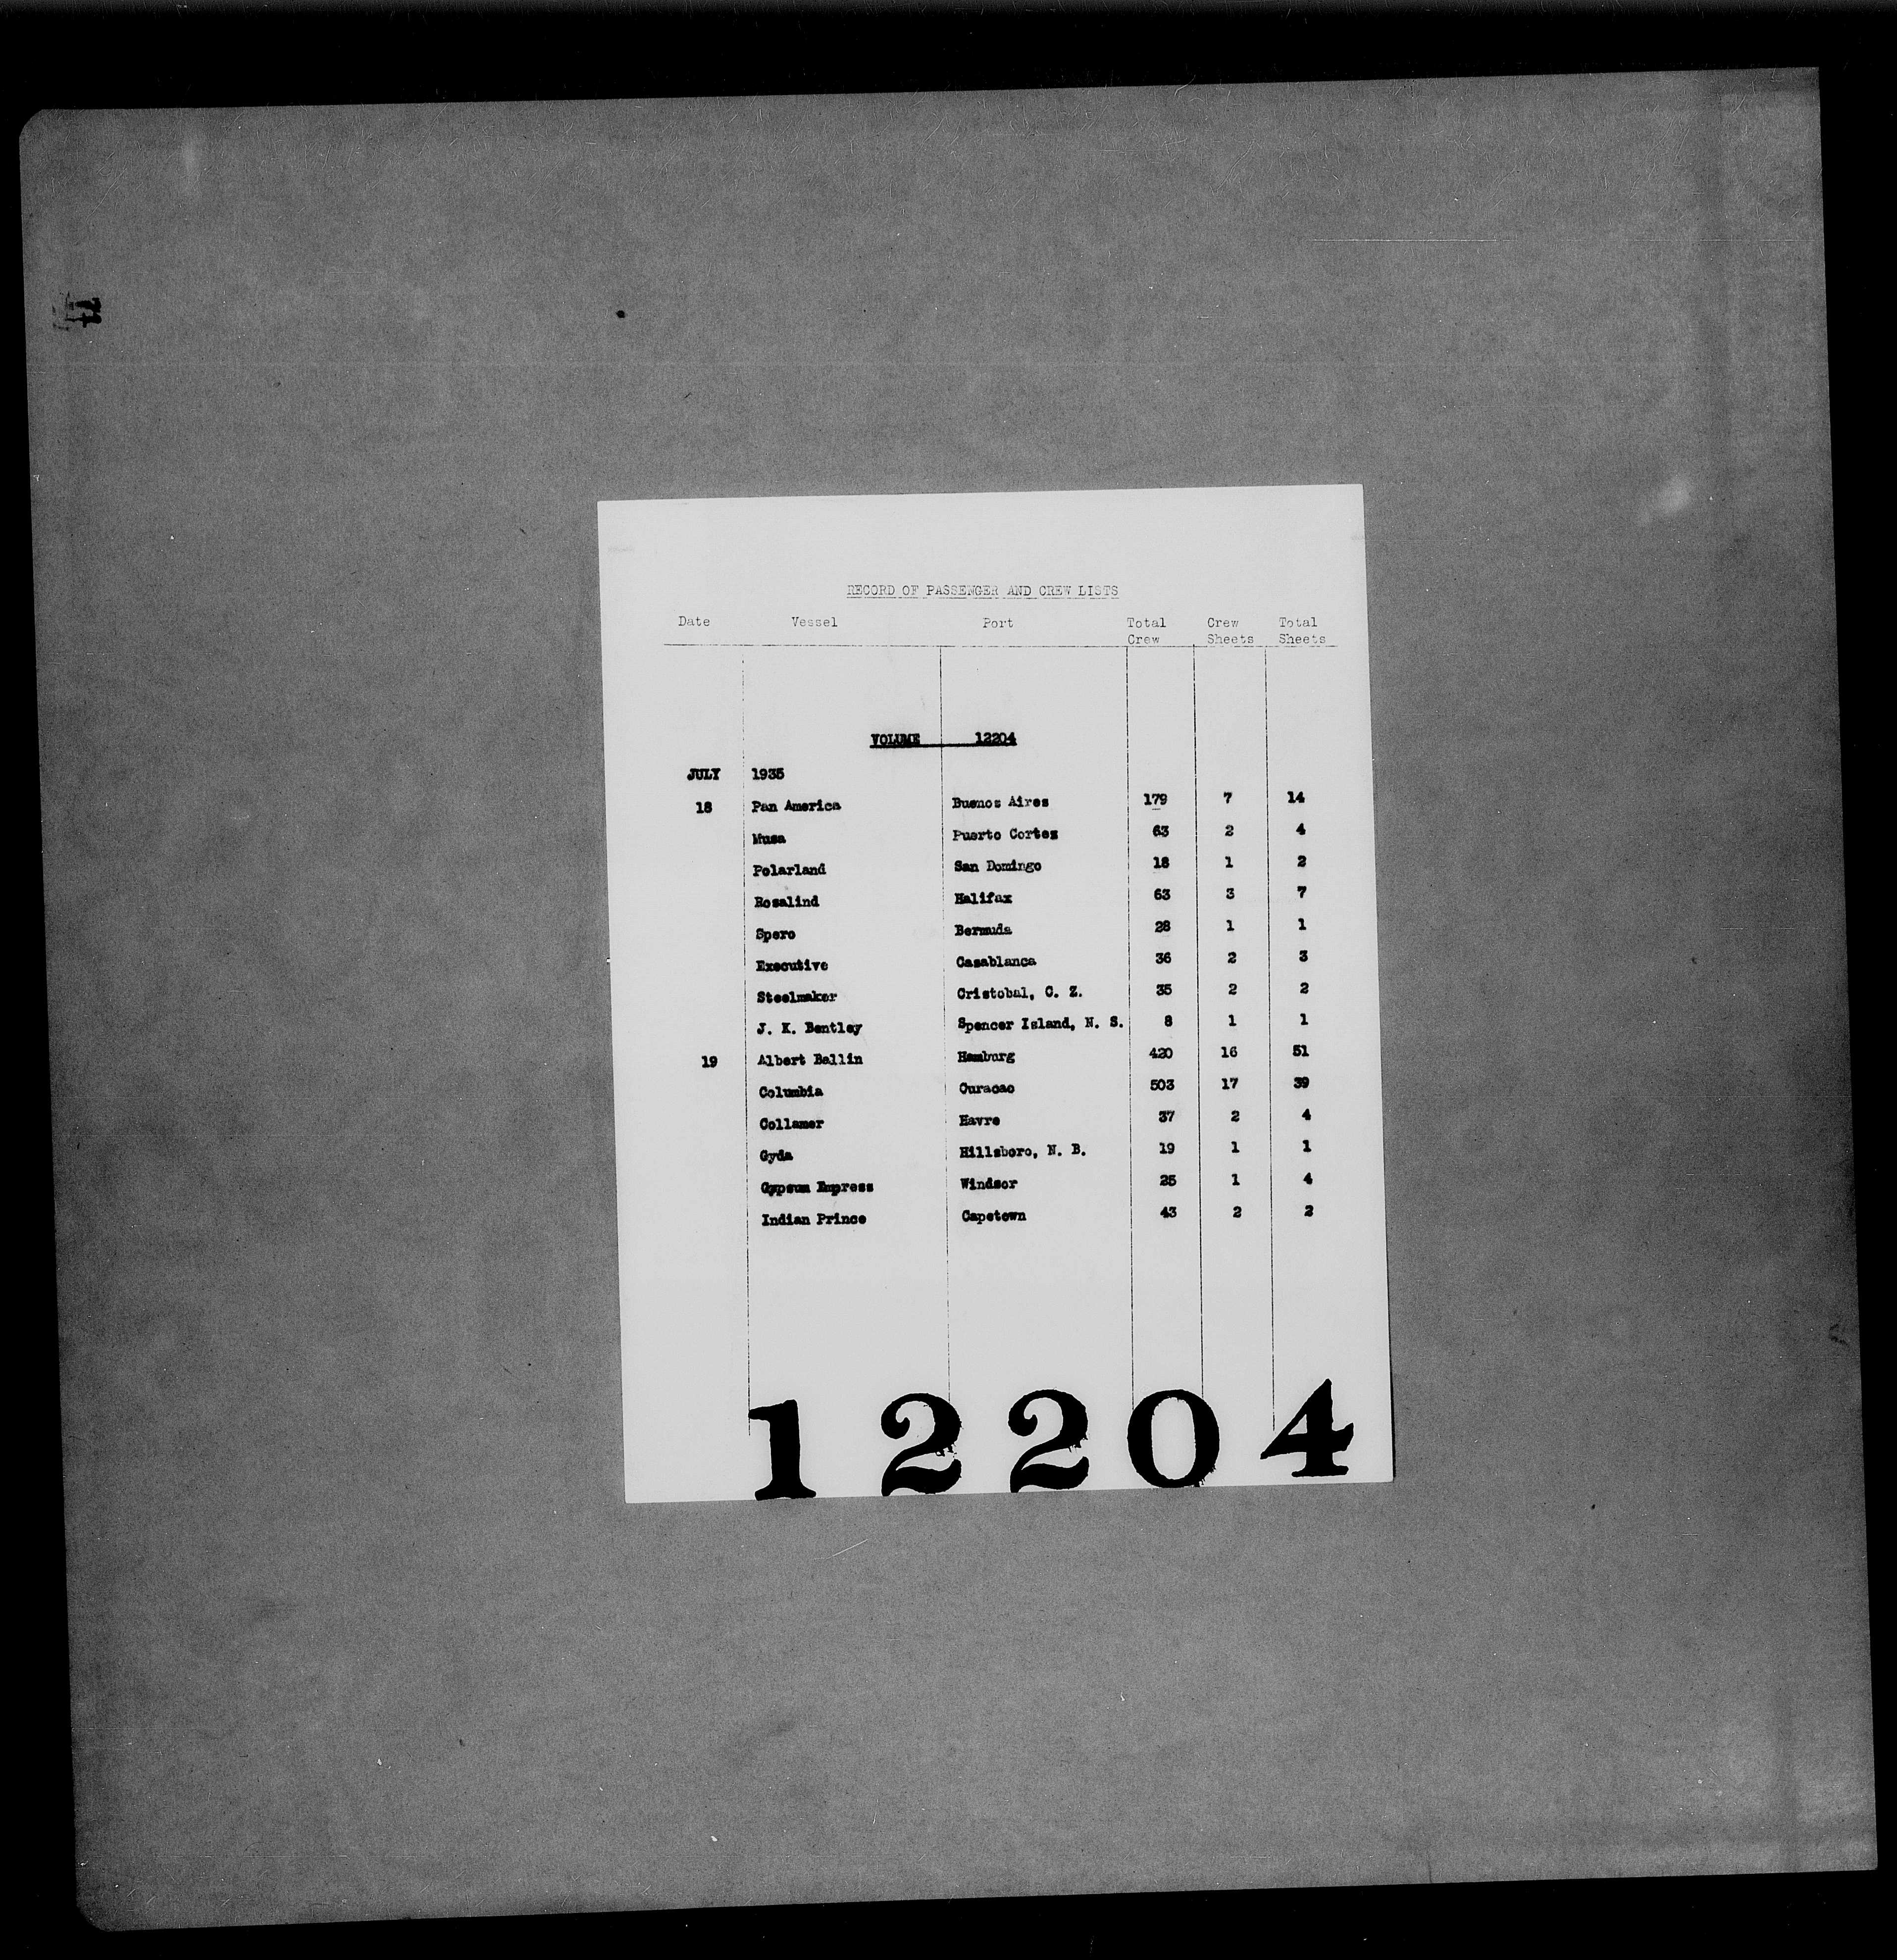 RECORD OF PASSENGER AND CREW LISTS
Date Vessel Port Total Crew Crew Sheets Total Sheets
VOLUME 12204
JULY 1935
18 Pan America Buenos Aires 179 7 14
Musa Puerto Cortez 63 2 4
Polarland San Domingo 18 1 2
Rosalind Halifax 63 3 7
Spero Bermuda 28 1 1
Executive Casablanca 36 2 3
Steelmaker Cristobal, C. Z. 35 2 2
J. K. Bentley Spencer Island, N. S. 8 1 1
19 Albert Ballin Hamburg 420 16 51
Columbia Curacao 503 17 39
Collamer Havre 37 2 4
Gyda Hillsboro, N. B. 19 1 1
Gypsum Empress Windsor 25 1 4
Indian Prince Capetown 43 2 2
12204